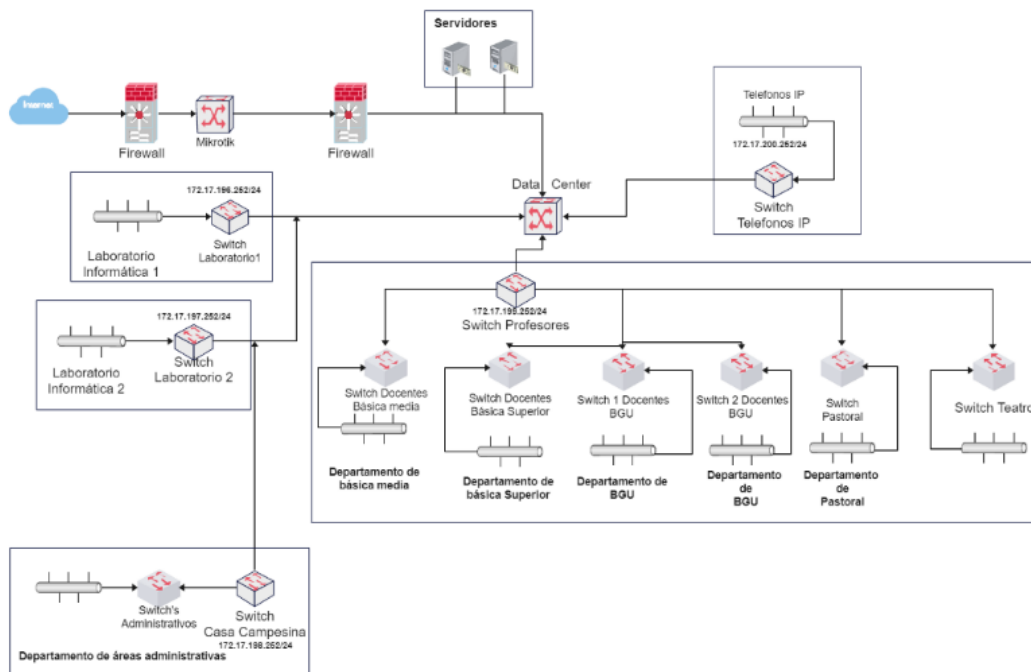 Servidores
Internet
Firewall
Mikrotik
Firewall
Telefonos IP
172.17.200.252/24
Switch
Telefonos IP
Data Center
172.17.196.252/24
Laboratorio
Informática 1
Switch
Laboratorio1
172.17.197.252/24
Laboratorio
Informática 2
Switch
Laboratorio 2
172.17.199.252/24
Switch Profesores
Switch Docentes
Básica media
Switch Docentes
Básica Superior
Switch 1 Docentes
BGU
Switch 2 Docentes
BGU
Switch
Pastoral
Switch Teatro
Departamento de
básica media
Departamento de
básica Superior
Departamento de
BGU
Departamento
de
BGU
Departamento
de
Pastoral
Switch's
Administrativos
Switch
Casa Campesina
172.17.198.252/24
Departamento de áreas administrativas